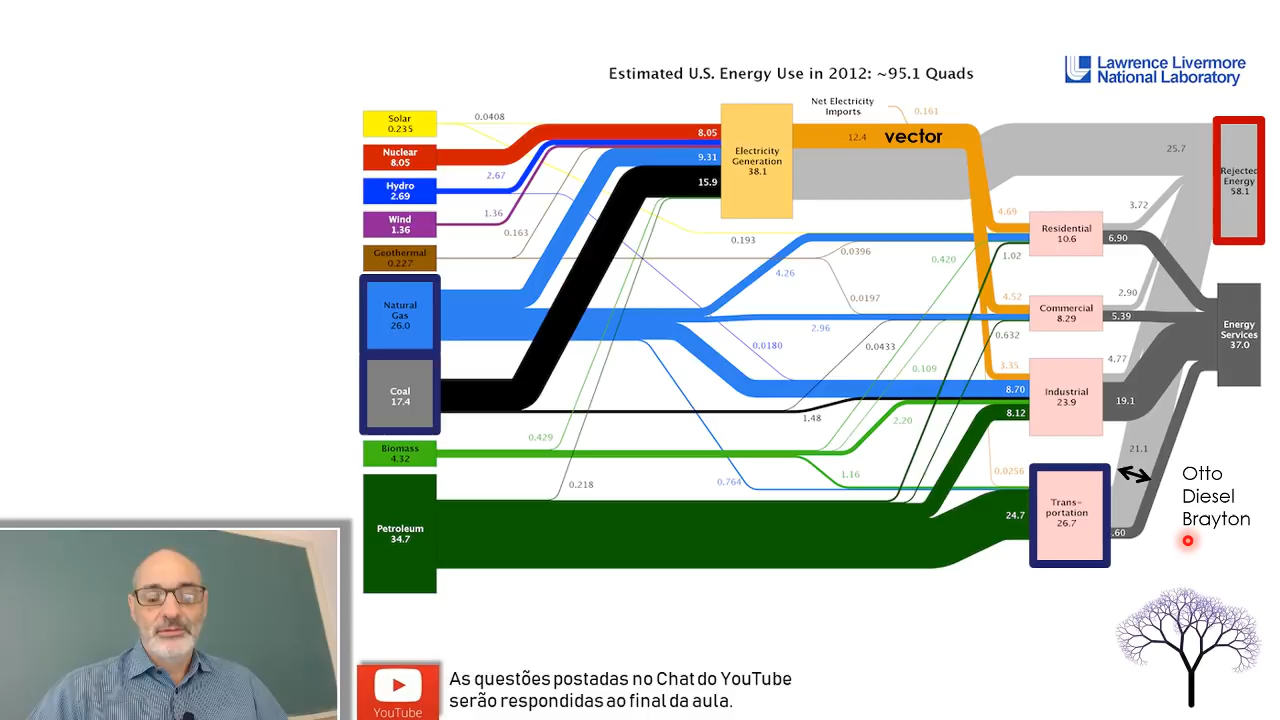 Estimated U.S. Energy Use in 2012: ~95.1 Quads
Lawrence Livermore
National Laboratory
Net Electricity
Imports
0.161
Solar
0.235
0.0408
Nuclear
8.05
8.05
Hydro
2.69
2.67
9.31
Wind
1.36
1.36
15.9
Geothermal
0.227
0.163
Electricity
Generation
38.1
12.4
vector
25.7
Rejected
Energy
58.1
Natural
Gas
26.0
Coal
17.4
Biomass
4.32
Petroleum
34.7
0.193
0.0396
0.420
4.26
0.0197
2.96
0.0180
0.0433
0.109
1.48
0.429
2.20
0.218
0.764
1.16
4.69
1.02
4.52
0.632
3.35
8.70
8.12
0.0256
24.7
Residential
10.6
3.72
6.90
Commercial
8.29
2.90
5.39
Industrial
23.9
4.77
19.1
Trans-
portation
26.7
21.1
.60
Energy
Services
37.0
Otto
Diesel
Brayton
YouTube
As questões postadas no Chat do YouTube
serão respondidas ao final da aula.